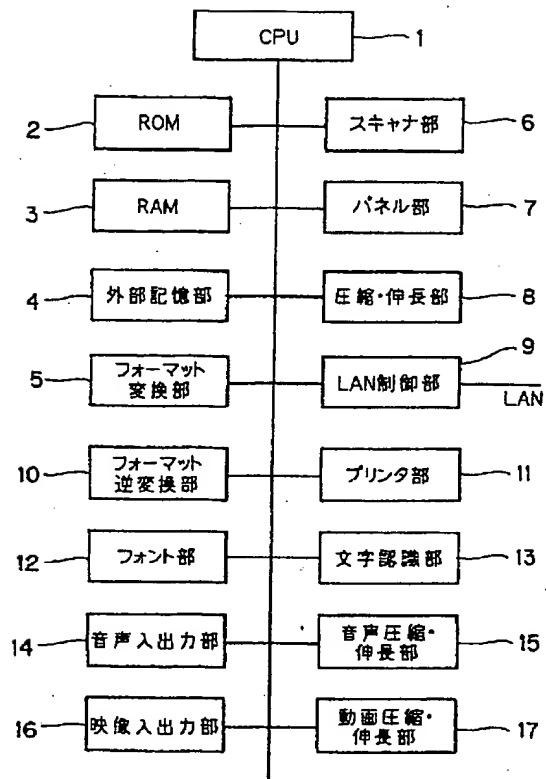 CPU 1
2 ROM スキャナ部 6
3 RAM パネル部 7
4 外部記憶部 圧縮・伸長部 8
5 フォーマット LAN制御部 9
変換部 LAN
10 フォーマット プリンタ部 11
逆変換部
12 フォント部 文字認識部 13
14 音声入出力部 音声圧縮・ 15
伸長部
16 映像入出力部 動画圧縮・ 17
伸長部